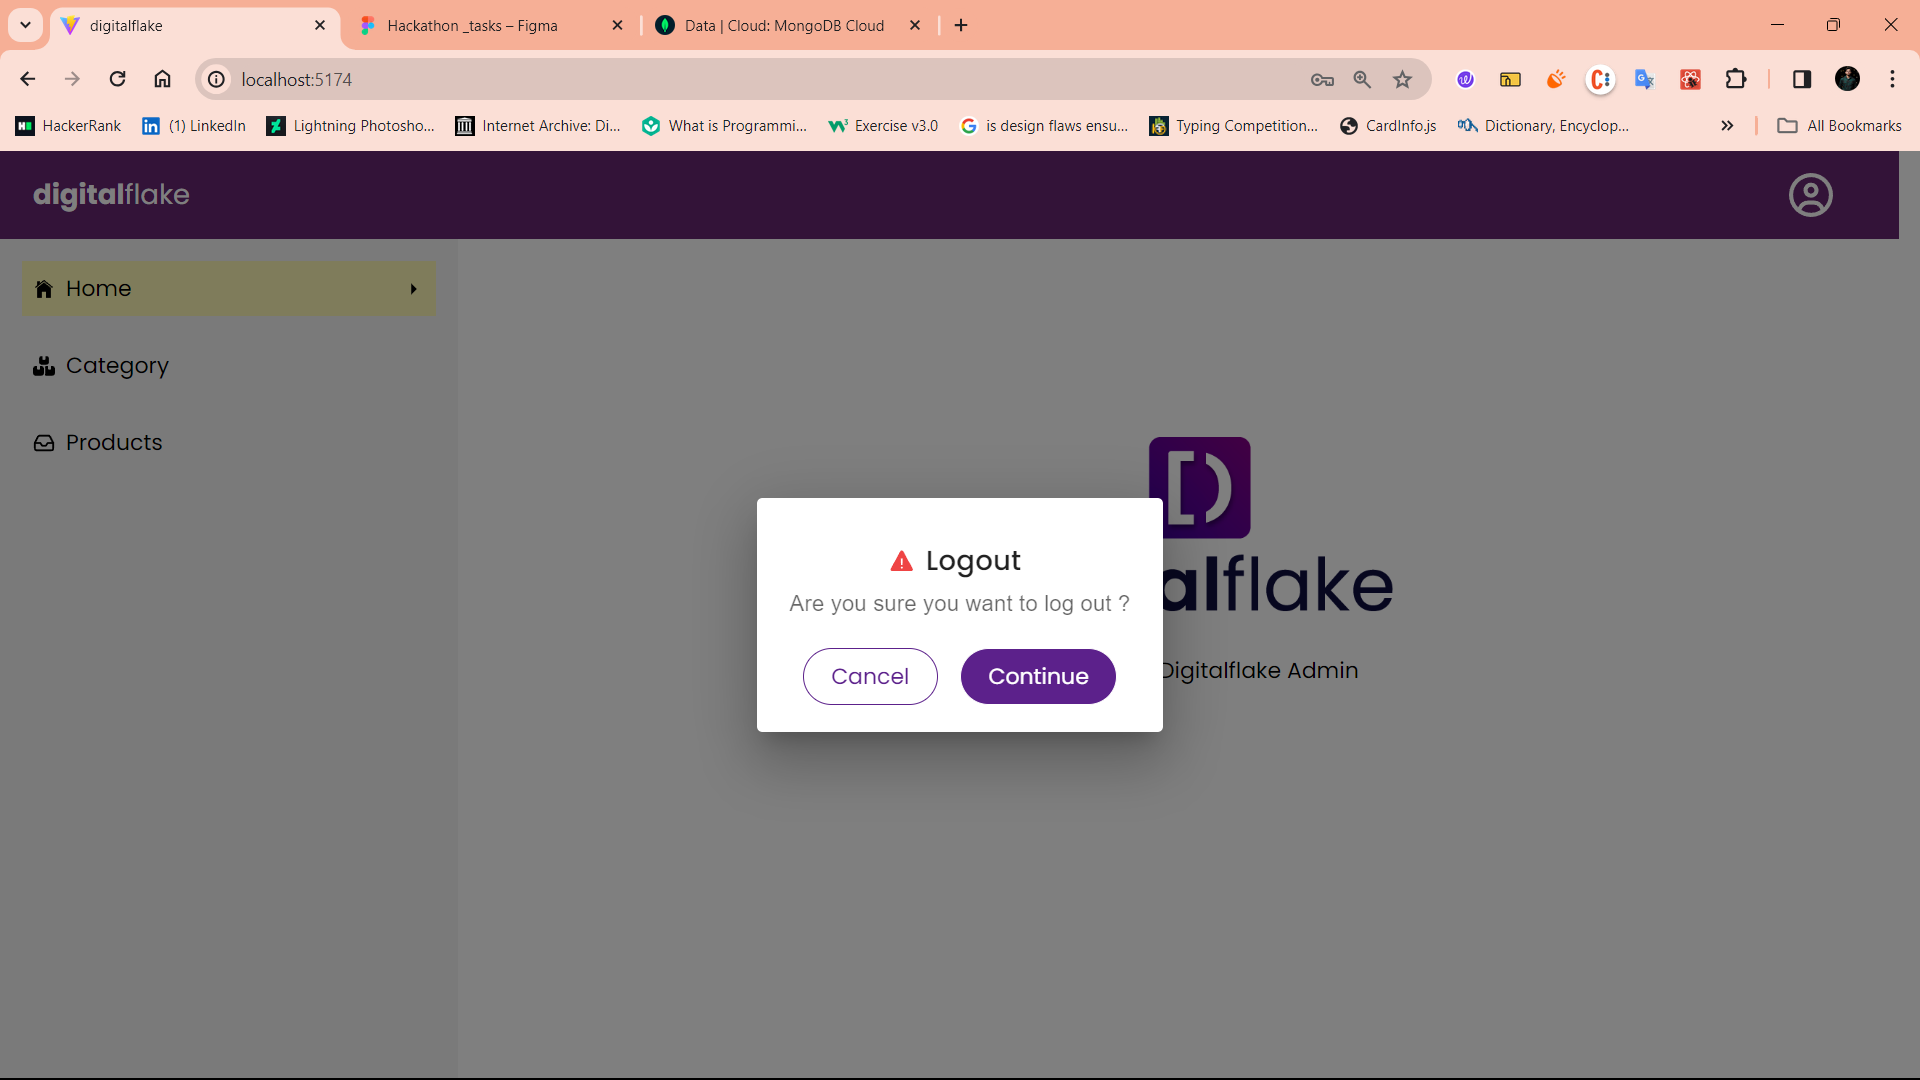 digitalflake
Hackathon _tasks – Figma
Data | Cloud: MongoDB Cloud
localhost:5174
HackerRank
(1) LinkedIn
Lightning Photosho...
Internet Archive: Di...
What is Programmi...
Exercise v3.0
is design flaws ensu...
Typing Competition...
CardInfo.js
Dictionary, Encyclop...
All Bookmarks
digitalflake
Home
Category
Products
alflake
Digitalflake Admin
Logout
Are you sure you want to log out ?
Cancel
Continue